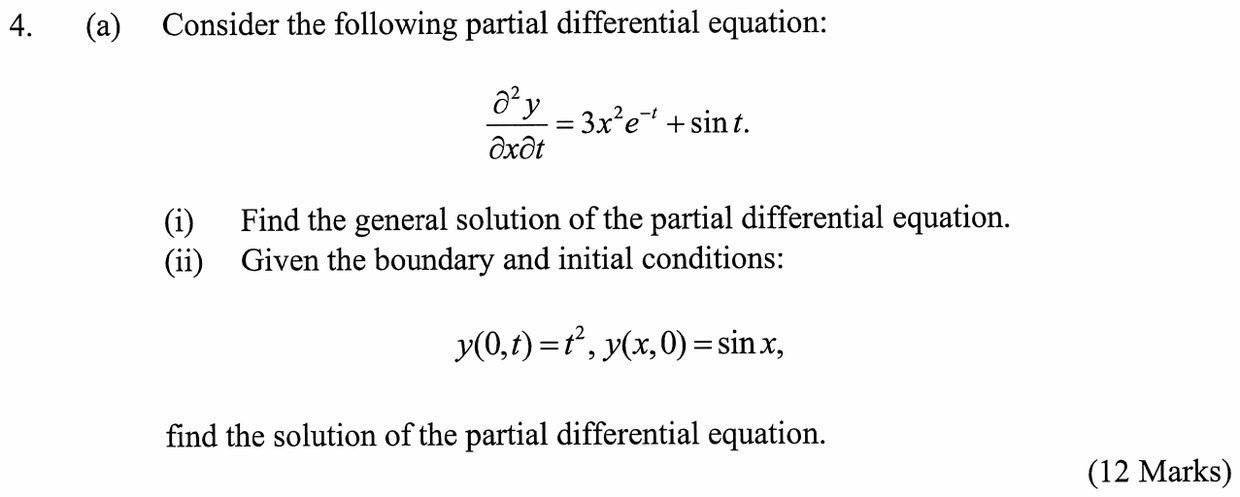 4. (a) Consider the following partial differential equation:
∂²y/∂x∂t = 3x²e⁻ᵗ + sin t.
(i) Find the general solution of the partial differential equation.
(ii) Given the boundary and initial conditions:
y(0,t) = t², y(x,0) = sin x,
find the solution of the partial differential equation.
(12 Marks)